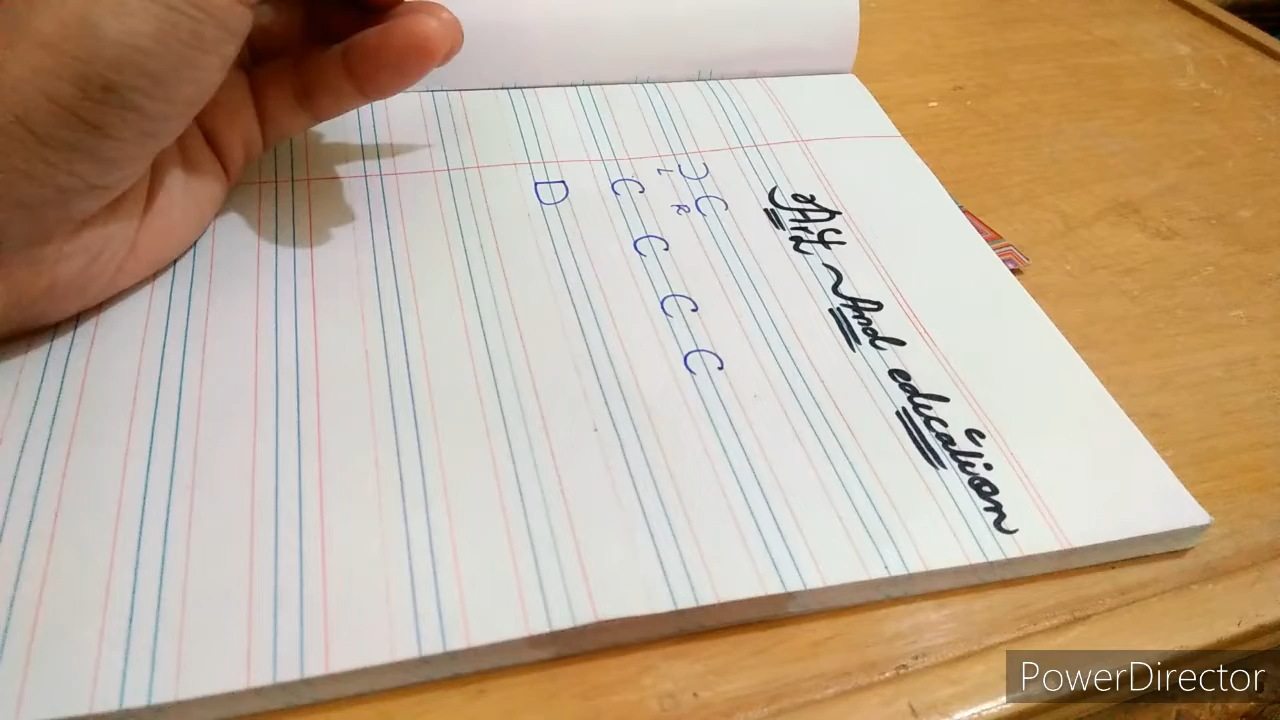 Art And education
C
L R
C C C C
D
PowerDirector